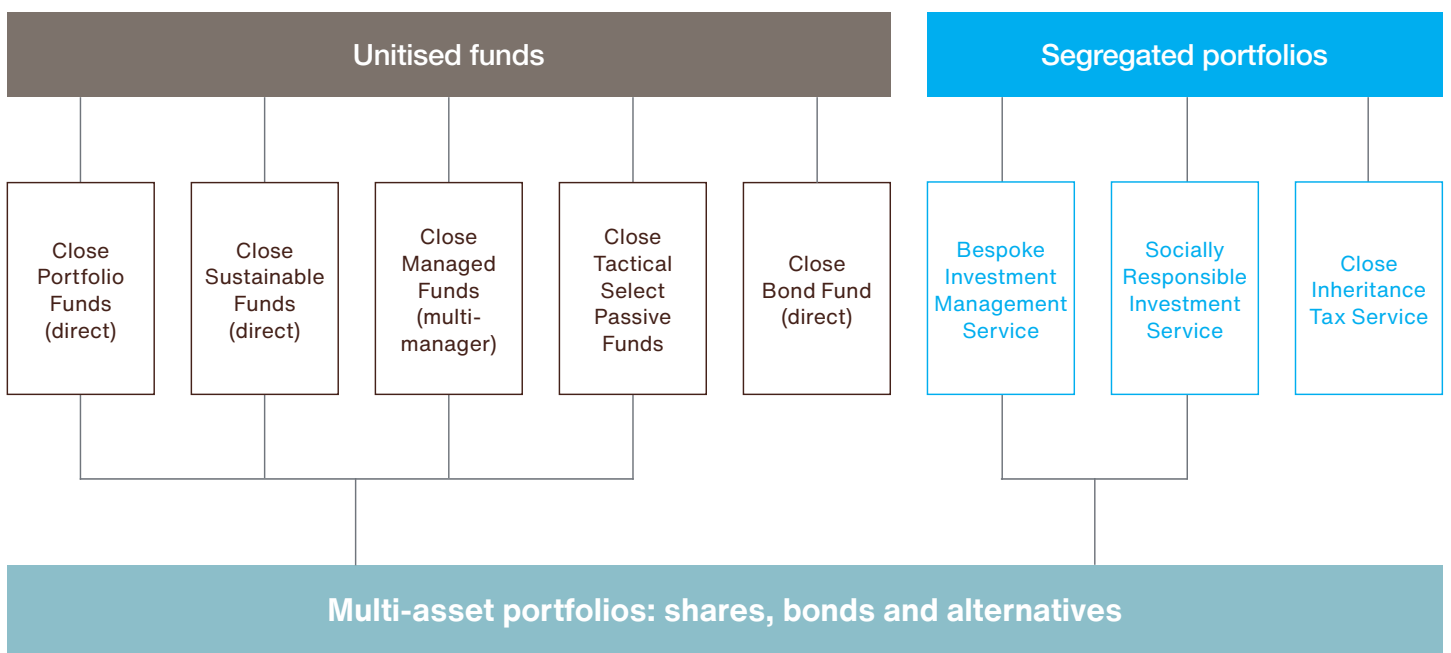 Unitised funds
Segregated portfolios
Close
Portfolio
Funds
(direct)
Close
Sustainable
Funds
(direct)
Close
Managed
Funds
(multi-
manager)
Close
Tactical
Select
Passive
Funds
Close
Bond Fund
(direct)
Bespoke
Investment
Management
Service
Socially
Responsible
Investment
Service
Close
Inheritance
Tax Service
Multi-asset portfolios: shares, bonds and alternatives